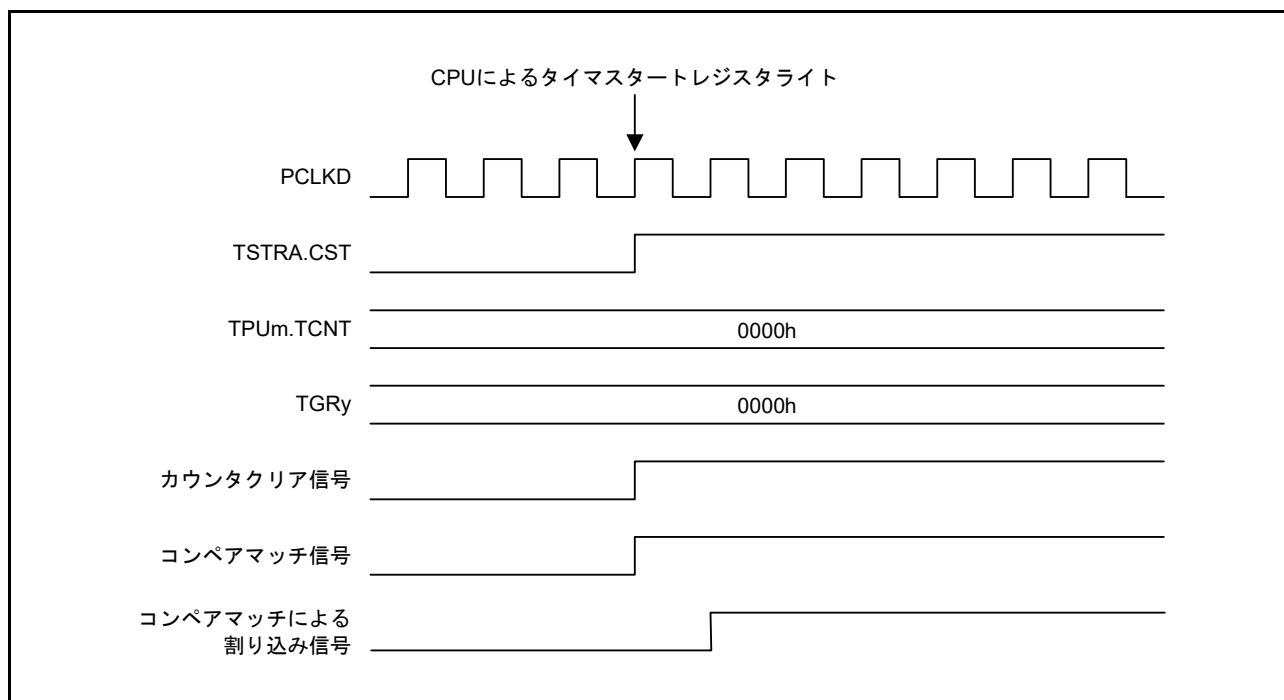 CPUによるタイマスタートレジスタライト
PCLKD
TSTRA.CST
TPUm.TCNT
0000h
TGRy
0000h
カウンタクリア信号
コンペアマッチ信号
コンペアマッチによる
割り込み信号